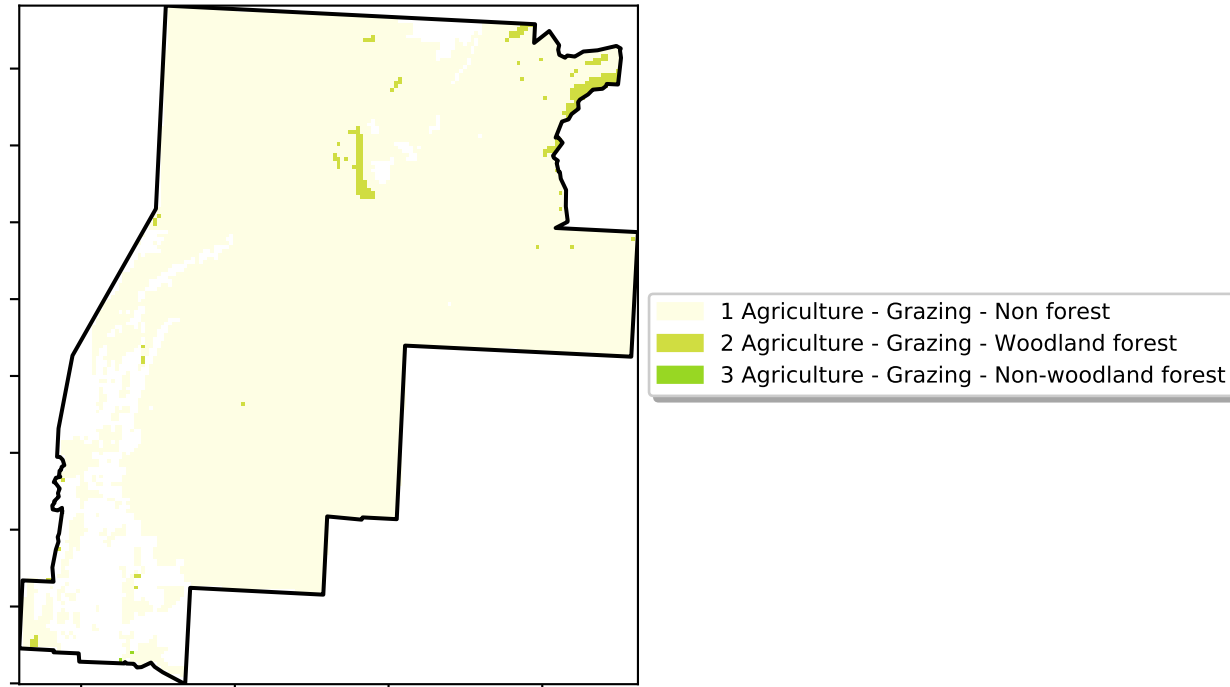 1 Agriculture - Grazing - Non forest
2 Agriculture - Grazing - Woodland forest
3 Agriculture - Grazing - Non-woodland forest